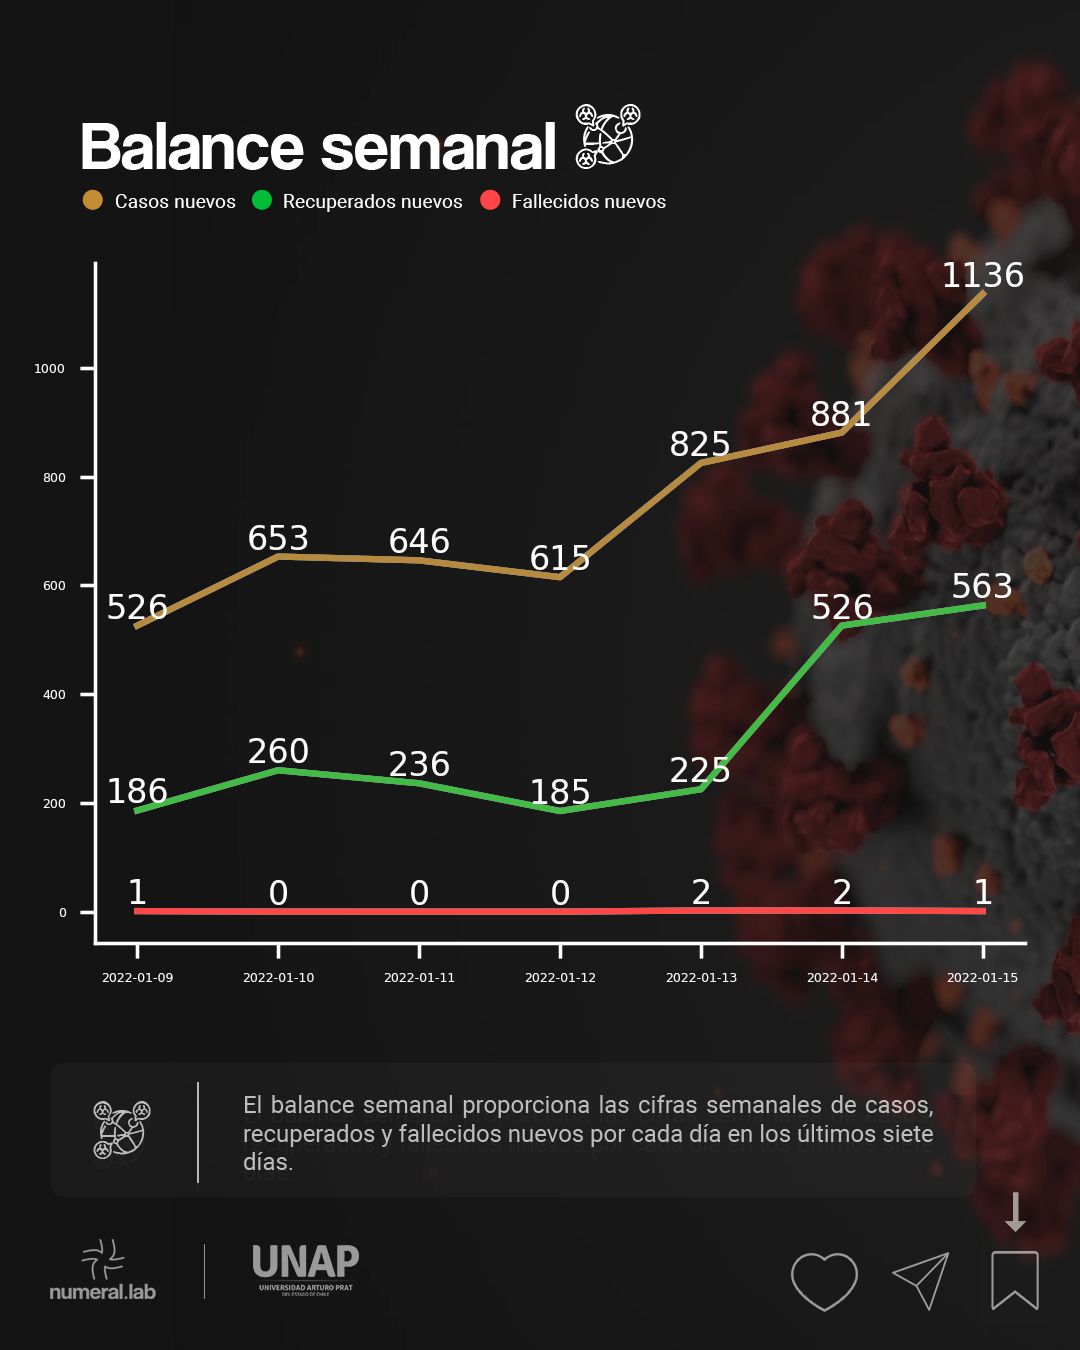 Balance semanal
Casos nuevos Recuperados nuevos Fallecidos nuevos
1136
1000
881
825
800
653 646 615
600
526
526 563
400
260 236 225
186 185
200
1 0 0 0 2 2 1
0
2022-01-09 2022-01-10 2022-01-11 2022-01-12 2022-01-13 2022-01-14 2022-01-15
El balance semanal proporciona las cifras semanales de casos,
recuperados y fallecidos nuevos por cada día en los últimos siete
días.
numeral.lab
UNAP
UNIVERSIDAD ARTURO PRAT
DEL ESTADO DE CHILE